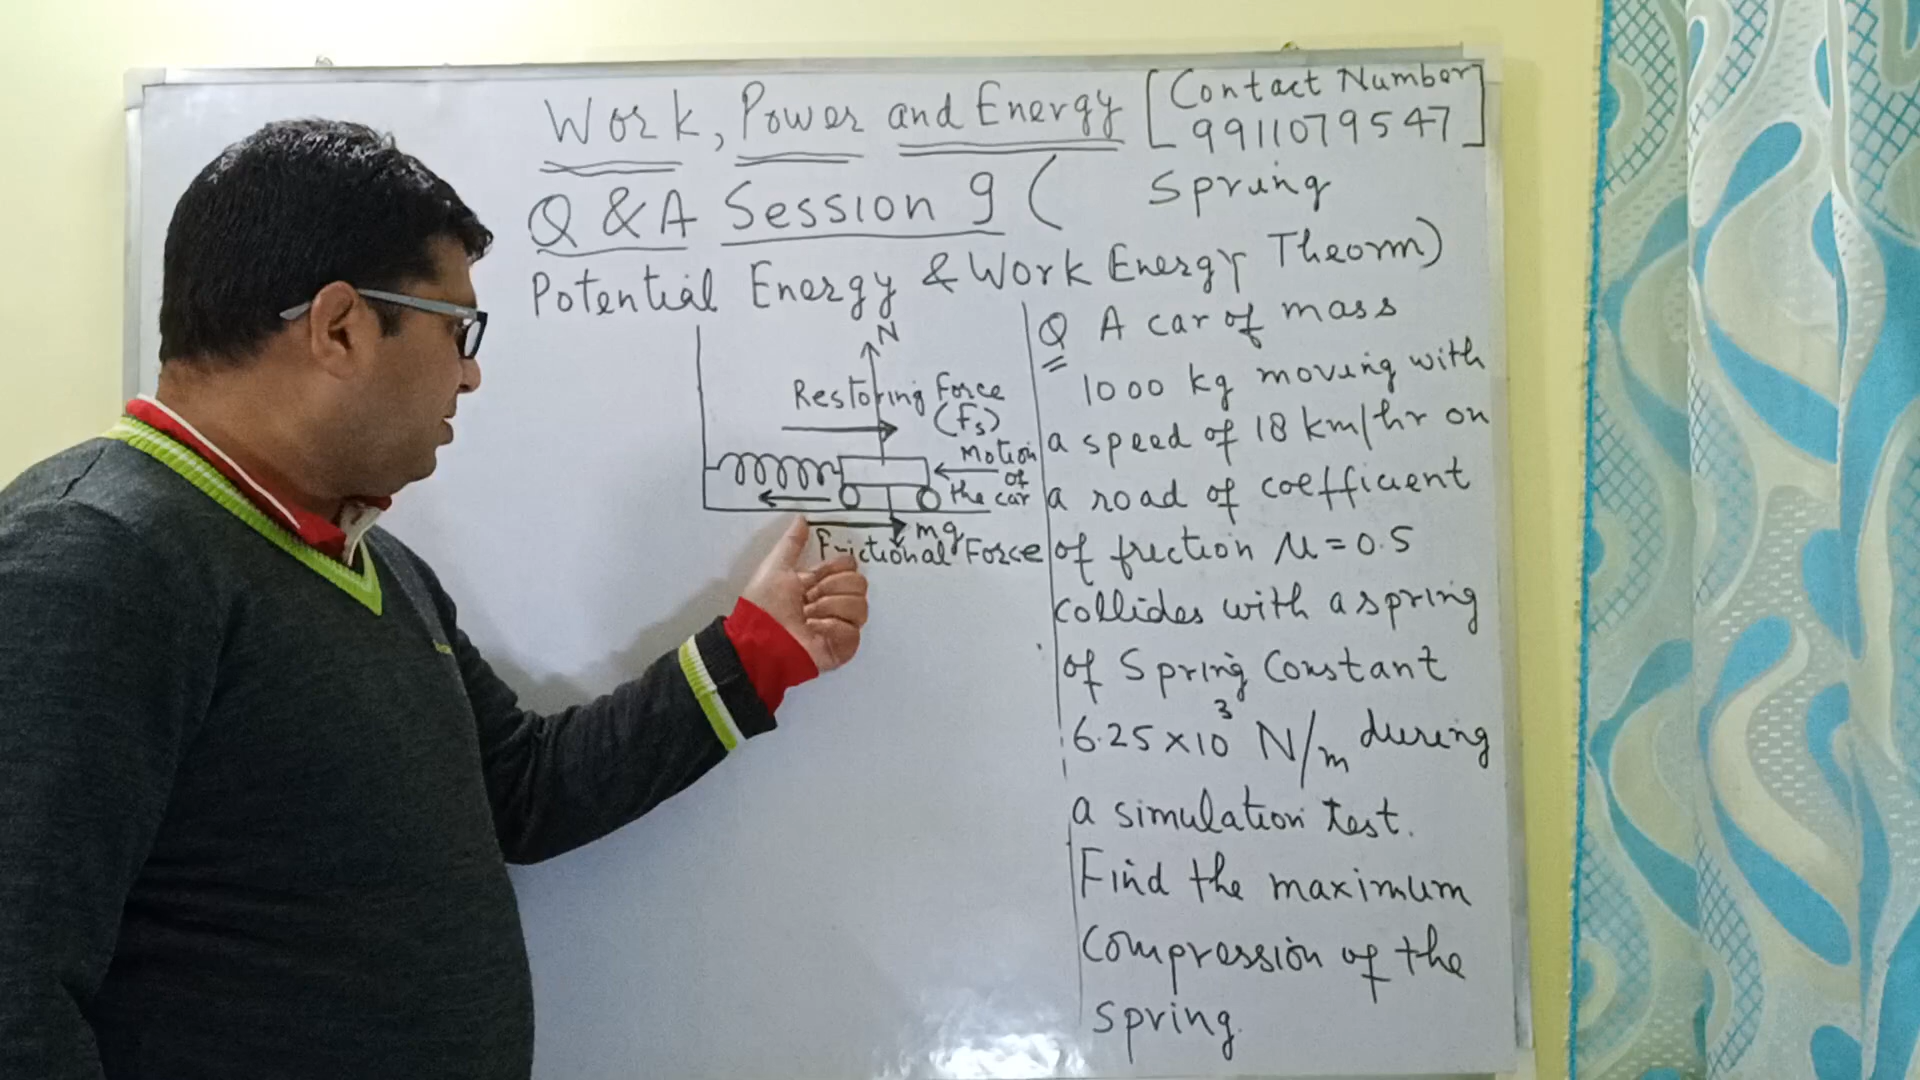 Work, Power and Energy [Contact Number
9911079547]
Q & A Session 9 ( Spring
Potential Energy & Work Energy Theorm)
N
Restoring Force
(Fs)
Motion
of
the car
mg
Frictional Force
Q A car of mass
1000 kg moving with
a speed of 18 km/hr on
a road of coefficient
of friction μ = 0.5
collides with a spring
of Spring Constant
6.25 × 10³ N/m during
a simulation test.
Find the maximum
compression of the
spring.